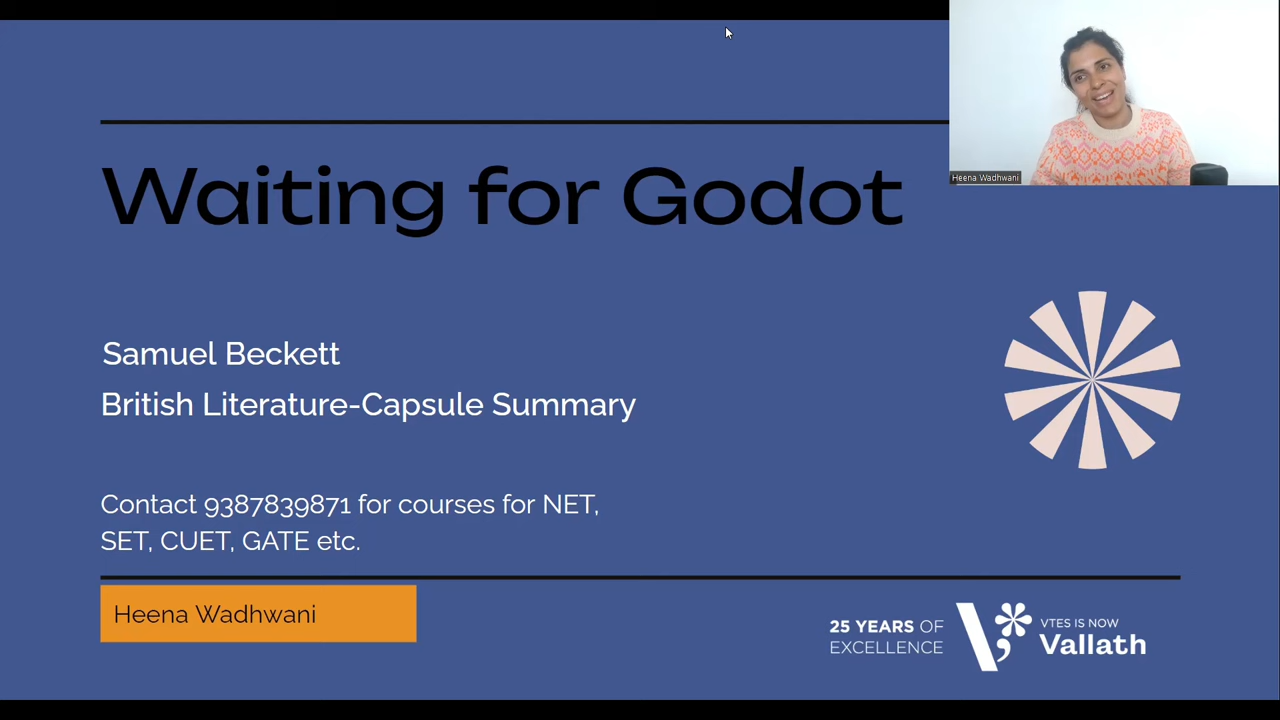 Waiting for Godot
Heena Wadhwani
Samuel Beckett
British Literature-Capsule Summary
Contact 9387839871 for courses for NET,
SET, CUET, GATE etc.
Heena Wadhwani
25 YEARS OF
EXCELLENCE
VTES IS NOW
Vallath